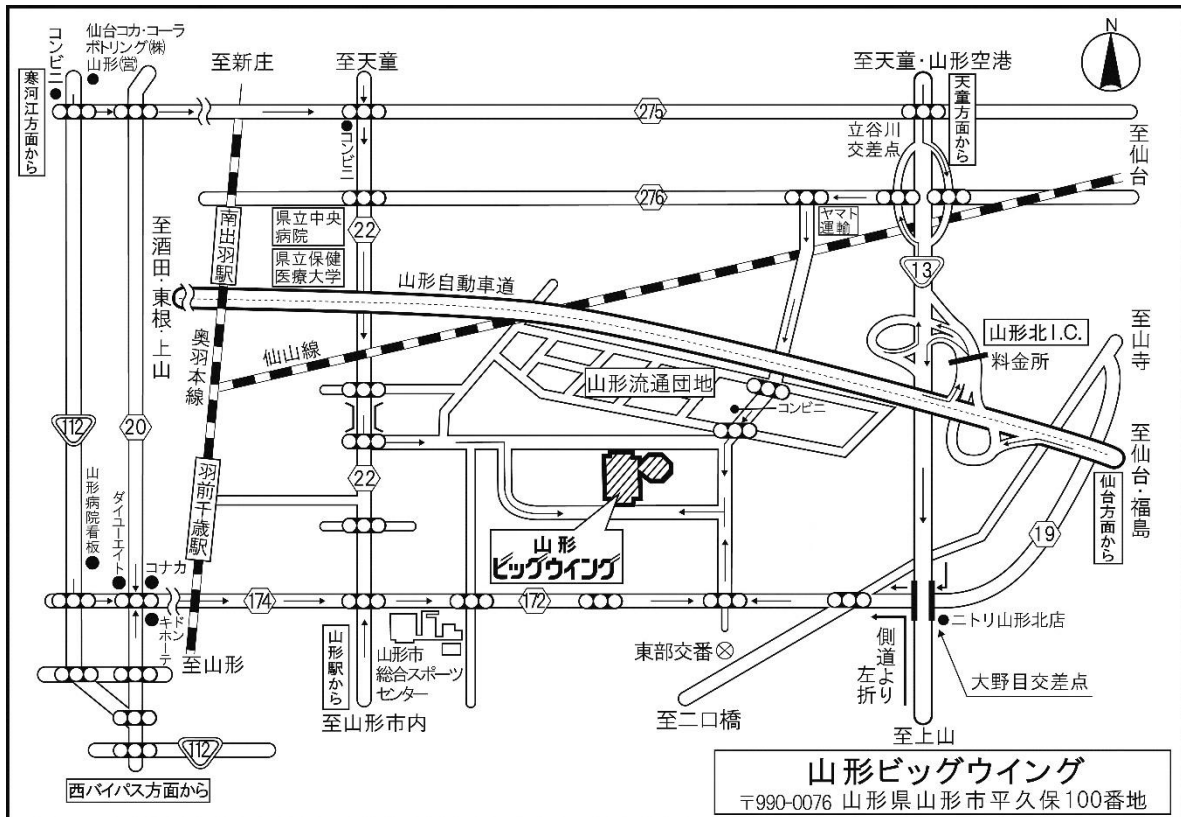 コンビニ
仙台コカ・コーラ
ボトリング㈱
山形(営)
至新庄
至天童
至天童・山形空港
N
寒河江方面から
275
コンビニ
立谷川
交差点
天童方面から
至仙台
276
ヤマト
運輸
県立中央
病院
22
県立保健
医療大学
南出羽駅
至酒田・東根・上山
山形自動車道
13
奥羽本線
仙山線
山形北I.C.
料金所
至山寺
山形流通団地
コンビニ
112
20
22
至仙台・福島
仙台方面から
羽前千歳駅
山形病院看板
ダイユーエイト
コナカ
19
山形
ビッグウイング
174
172
ドン
キホーテ
ニトリ山形北店
至山形
山形駅から
山形市
総合スポーツ
センター
東部交番
側道より
左折
大野目交差点
至山形市内
至二口橋
至上山
112
西バイパス方面から
山形ビッグウイング
〒990-0076 山形県山形市平久保100番地